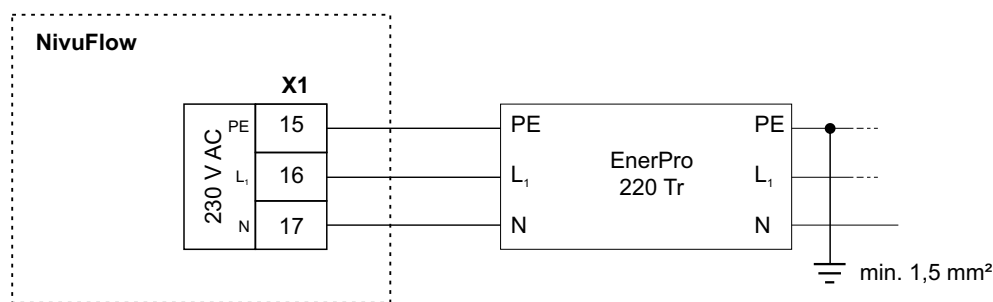 NivuFlow
X1
230 V AC
PE 15
L₁ 16
N 17
PE
L₁
N
EnerPro
220 Tr
PE
L₁
N
min. 1,5 mm²